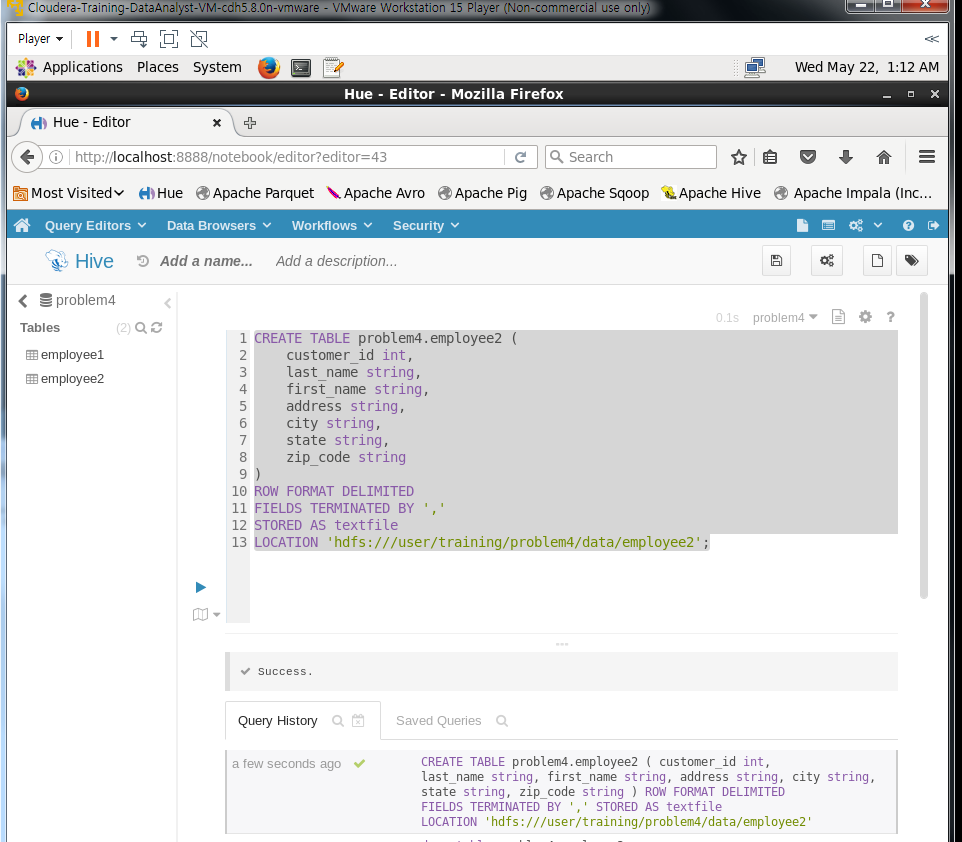 Cloudera-Training-DataAnalyst-VM-cdh5.8.0n-vmware - VMware Workstation 15 Player (Non-commercial use only)
Player
Applications Places System Wed May 22, 1:12 AM
Hue - Editor - Mozilla Firefox
Hue - Editor
http://localhost:8888/notebook/editor?editor=43 Search
Most Visited Hue Apache Parquet Apache Avro Apache Pig Apache Sqoop Apache Hive Apache Impala (Inc...
Query Editors Data Browsers Workflows Security
Hive Add a name... Add a description...
problem4
Tables (2)
employee1
employee2
0.1s problem4
1 CREATE TABLE problem4.employee2 (
2 customer_id int,
3 last_name string,
4 first_name string,
5 address string,
6 city string,
7 state string,
8 zip_code string
9 )
10 ROW FORMAT DELIMITED
11 FIELDS TERMINATED BY ','
12 STORED AS textfile
13 LOCATION 'hdfs:///user/training/problem4/data/employee2';
Success.
Query History Saved Queries
a few seconds ago CREATE TABLE problem4.employee2 ( customer_id int,
last_name string, first_name string, address string, city string,
state string, zip_code string ) ROW FORMAT DELIMITED
FIELDS TERMINATED BY ',' STORED AS textfile
LOCATION 'hdfs:///user/training/problem4/data/employee2'